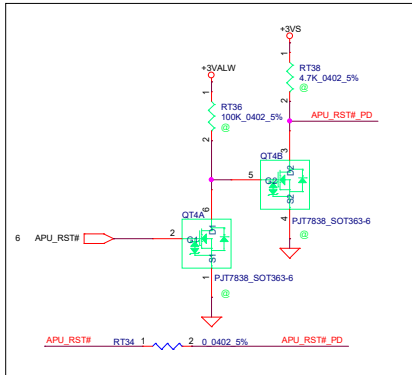 +3VS
1
RT38
4.7K_0402_5%
@
2
APU_RST#_PD
+3VALW
1
RT36
100K_0402_5%
@
2
3
QT4B
D2
5
G2
S2
4
PJT7838_SOT363-6
@
6
QT4A
D1
6
APU_RST#
2
G1
S1
1
PJT7838_SOT363-6
@
APU_RST#
RT34
1
2
0_0402_5%
APU_RST#_PD